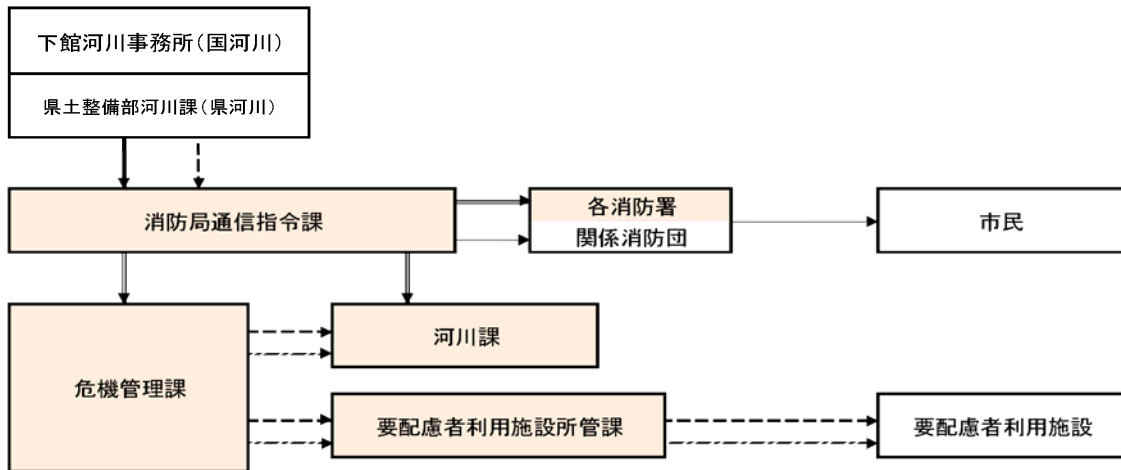 下館河川事務所（国河川）
県土整備部河川課（県河川）
消防局通信指令課
各消防署
関係消防団
市民
危機管理課
河川課
要配慮者利用施設所管課
要配慮者利用施設